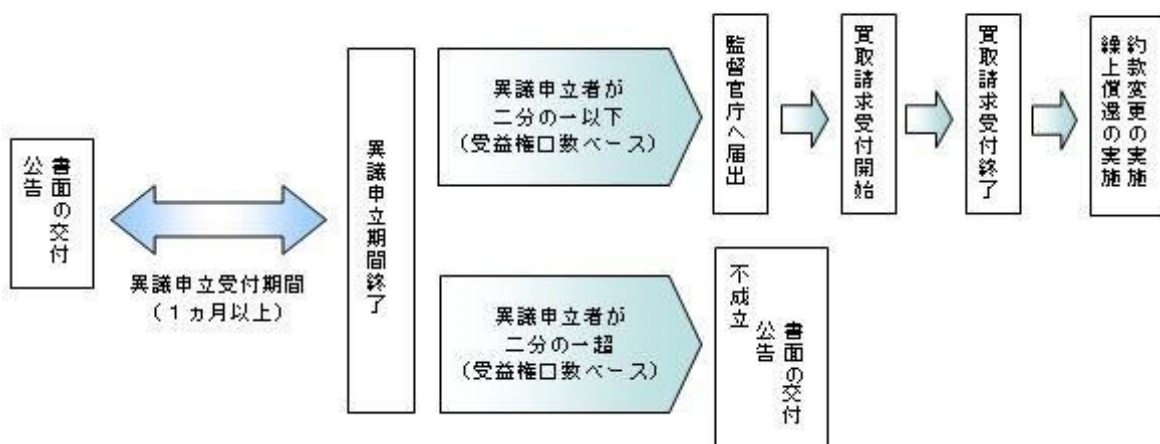 書面の交付
公告
異議申立受付期間
（１ヵ月以上）
異議申立期間終了
異議申立者が
二分の一以下
（受益権口数ベース）
監督官庁へ届出
買取請求受付開始
買取請求受付終了
約款変更の実施
繰上償還の実施
異議申立者が
二分の一超
（受益権口数ベース）
不成立
書面の交付
公告